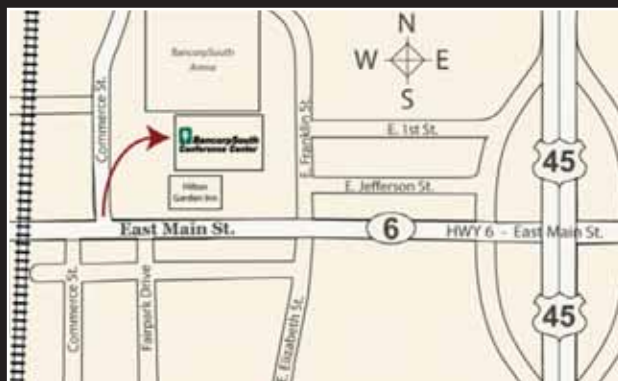 BancorpSouth
Arena
N
W
E
S
Commerce St.
E. Franklin St.
BancorpSouth
Conference Center
E. 1st St.
45
Hilton
Garden Inn
E. Jefferson St.
East Main St.
6
HWY 6 - East Main St.
Commerce St.
Fairpark Drive
E. Elizabeth St.
45